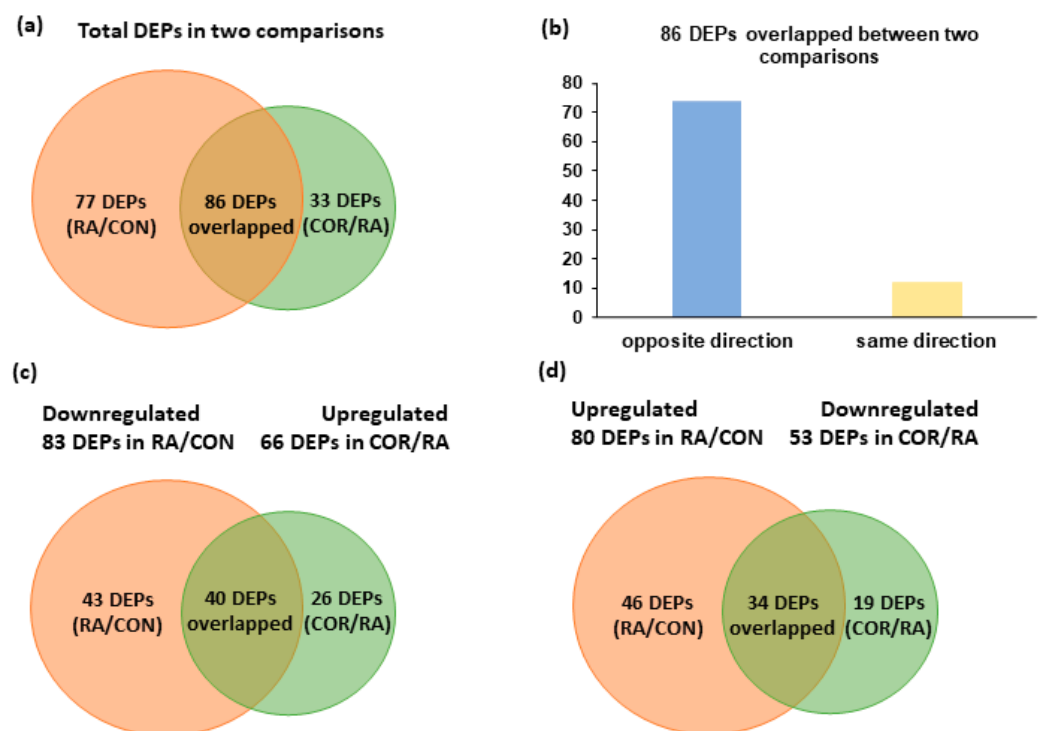 (a)
Total DEPs in two comparisons
77 DEPs
(RA/CON)
86 DEPs
overlapped
33 DEPs
(COR/RA)
(b)
86 DEPs overlapped between two
comparisons
80
70
60
50
40
30
20
10
0
opposite direction
same direction
(c)
Downregulated
83 DEPs in RA/CON
Upregulated
66 DEPs in COR/RA
43 DEPs
(RA/CON)
40 DEPs
overlapped
26 DEPs
(COR/RA)
(d)
Upregulated
80 DEPs in RA/CON
Downregulated
53 DEPs in COR/RA
46 DEPs
(RA/CON)
34 DEPs
overlapped
19 DEPs
(COR/RA)